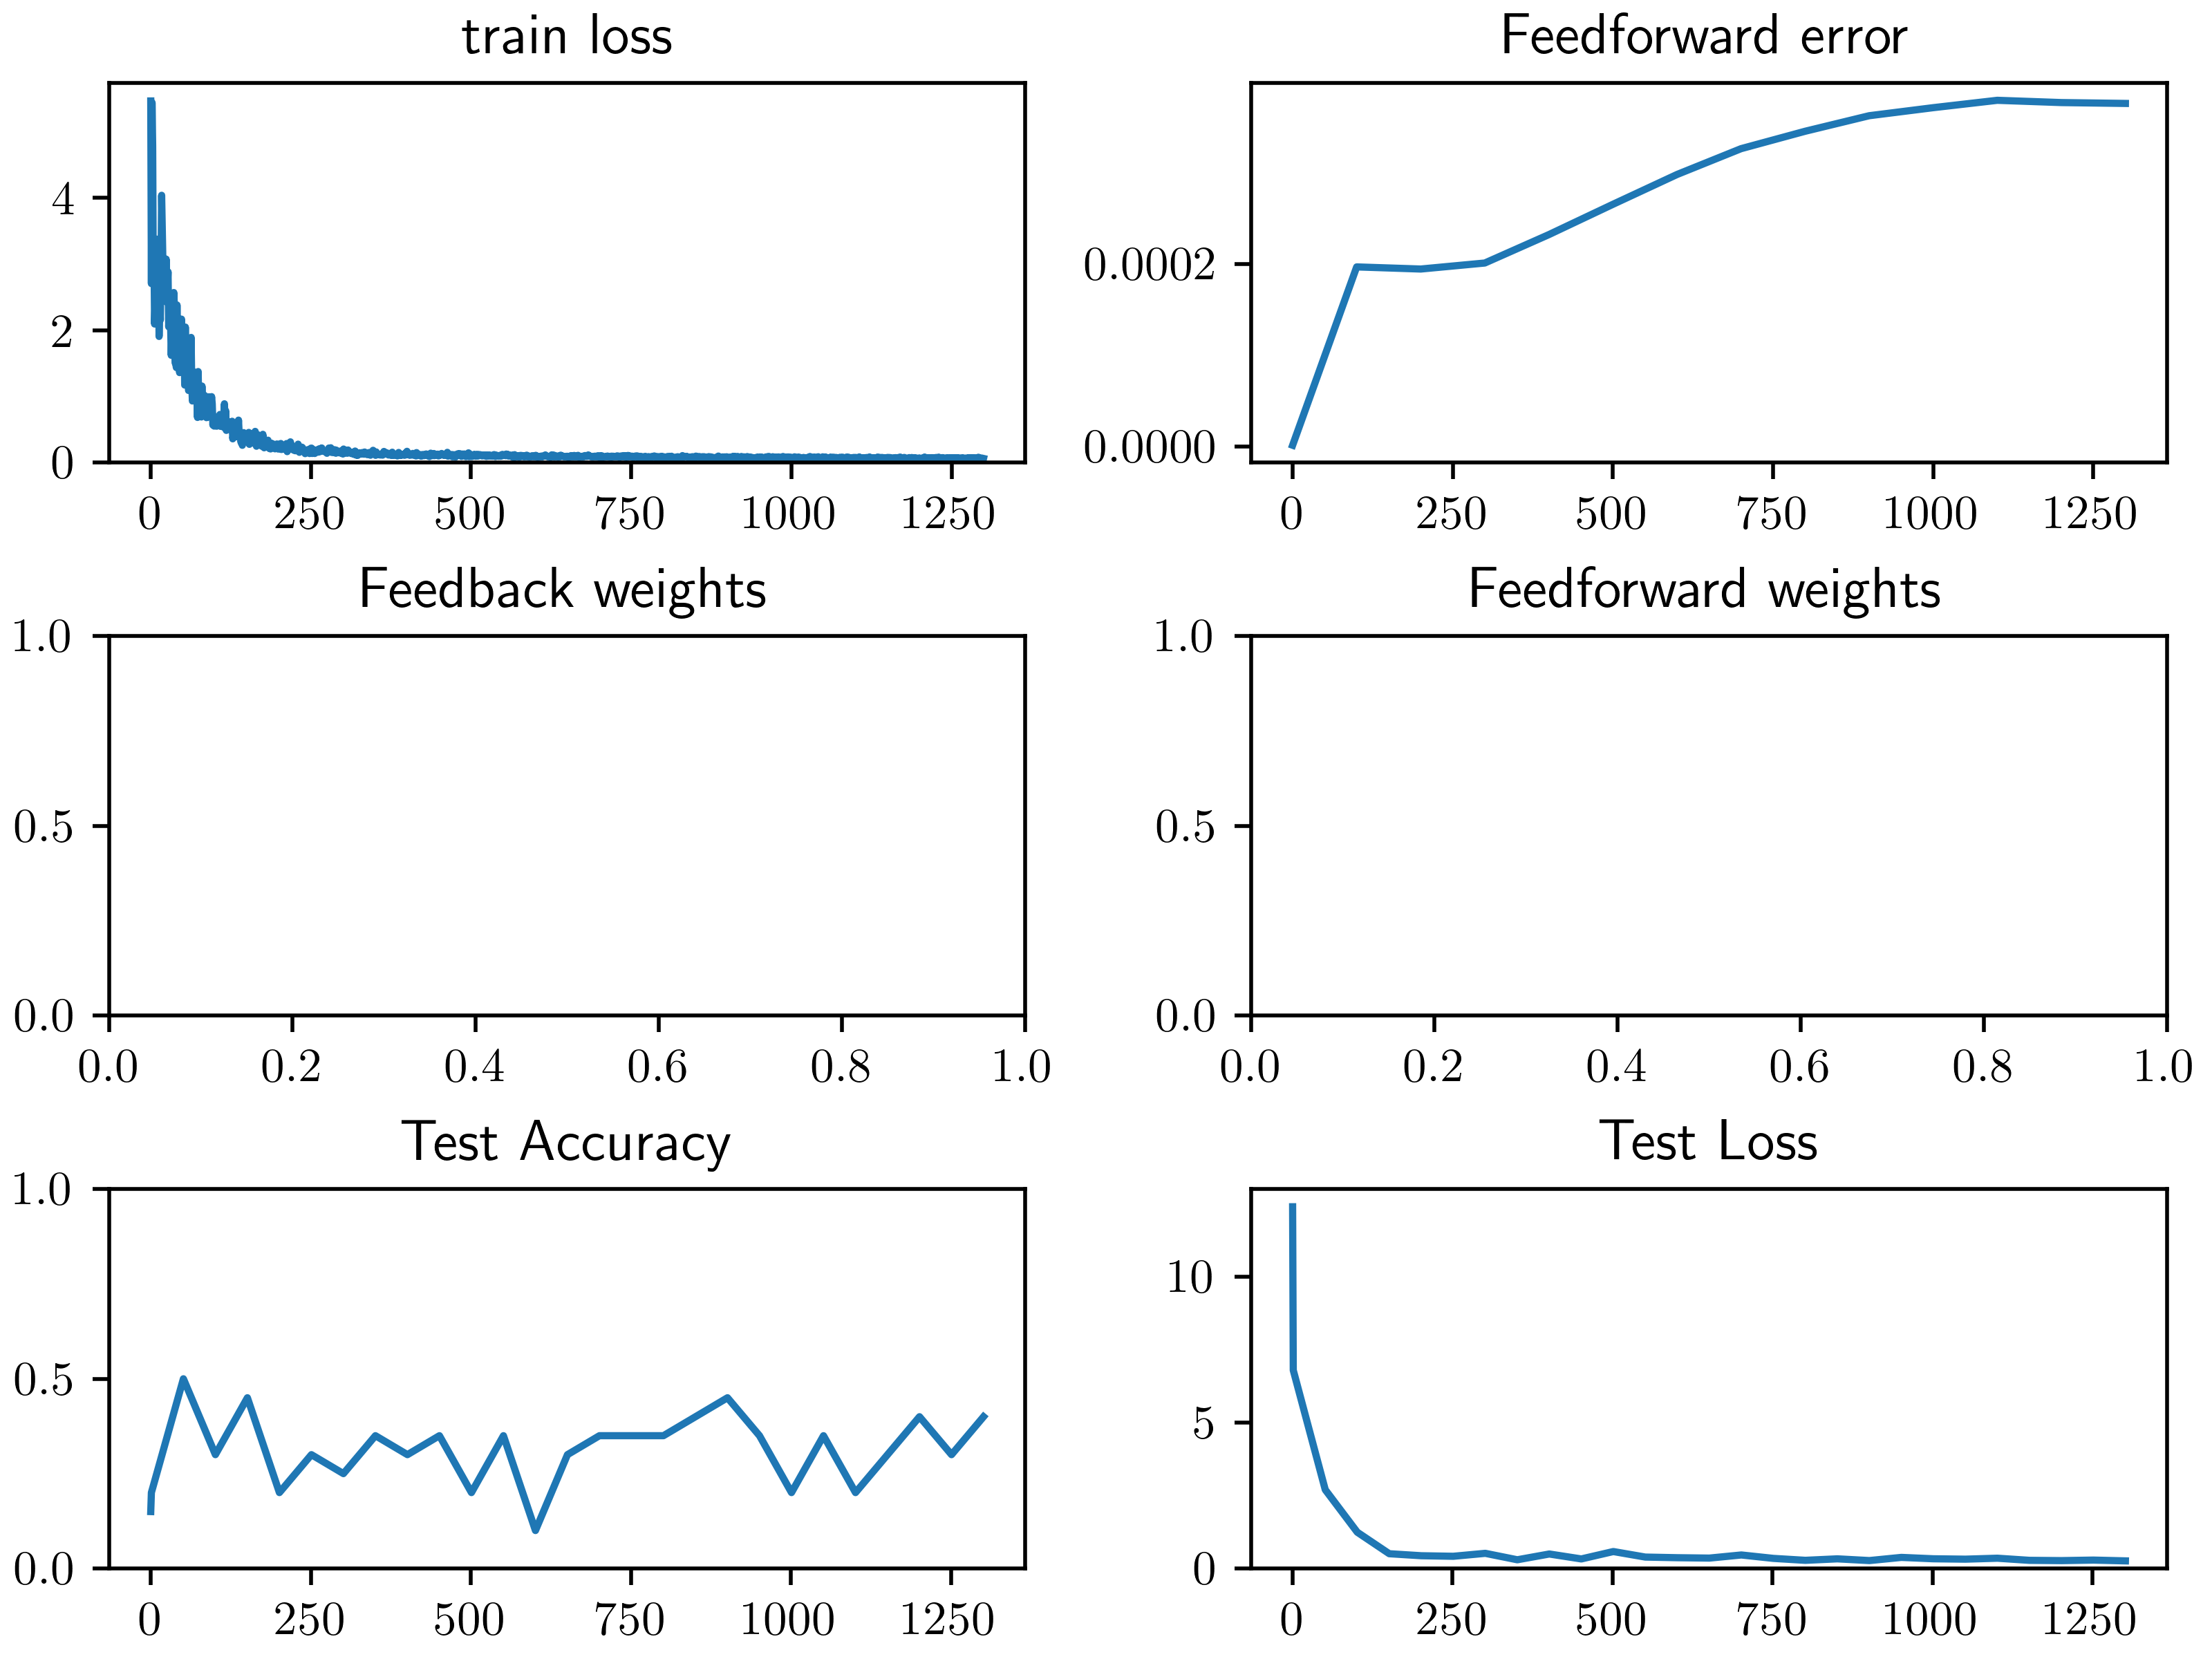 train loss
Feedforward error
4
2
0
0 250 500 750 1000 1250
0.0002
0.0000
0 250 500 750 1000 1250
Feedback weights
Feedforward weights
1.0
0.5
0.0
0.0 0.2 0.4 0.6 0.8 1.0
1.0
0.5
0.0
0.0 0.2 0.4 0.6 0.8 1.0
Test Accuracy
Test Loss
1.0
0.5
0.0
0 250 500 750 1000 1250
10
5
0
0 250 500 750 1000 1250